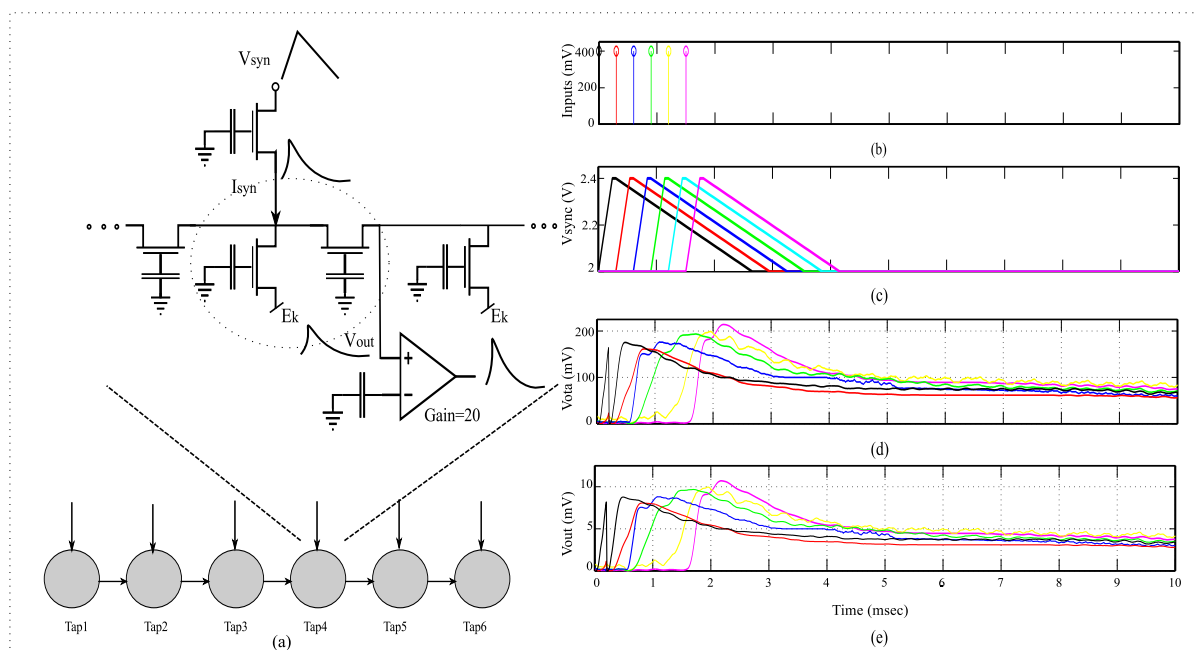 Vsyn
Isyn
Ek
Ek
Vout
+
−
Gain=20
Tap1
Tap2
Tap3
Tap4
Tap5
Tap6
(a)
Inputs (mV)
400
200
0
(b)
Vsync (V)
2.4
2.2
2
(c)
Vota (mV)
200
100
0
(d)
Vout (mV)
10
5
0
0
1
2
3
4
5
6
7
8
9
10
Time (msec)
(e)